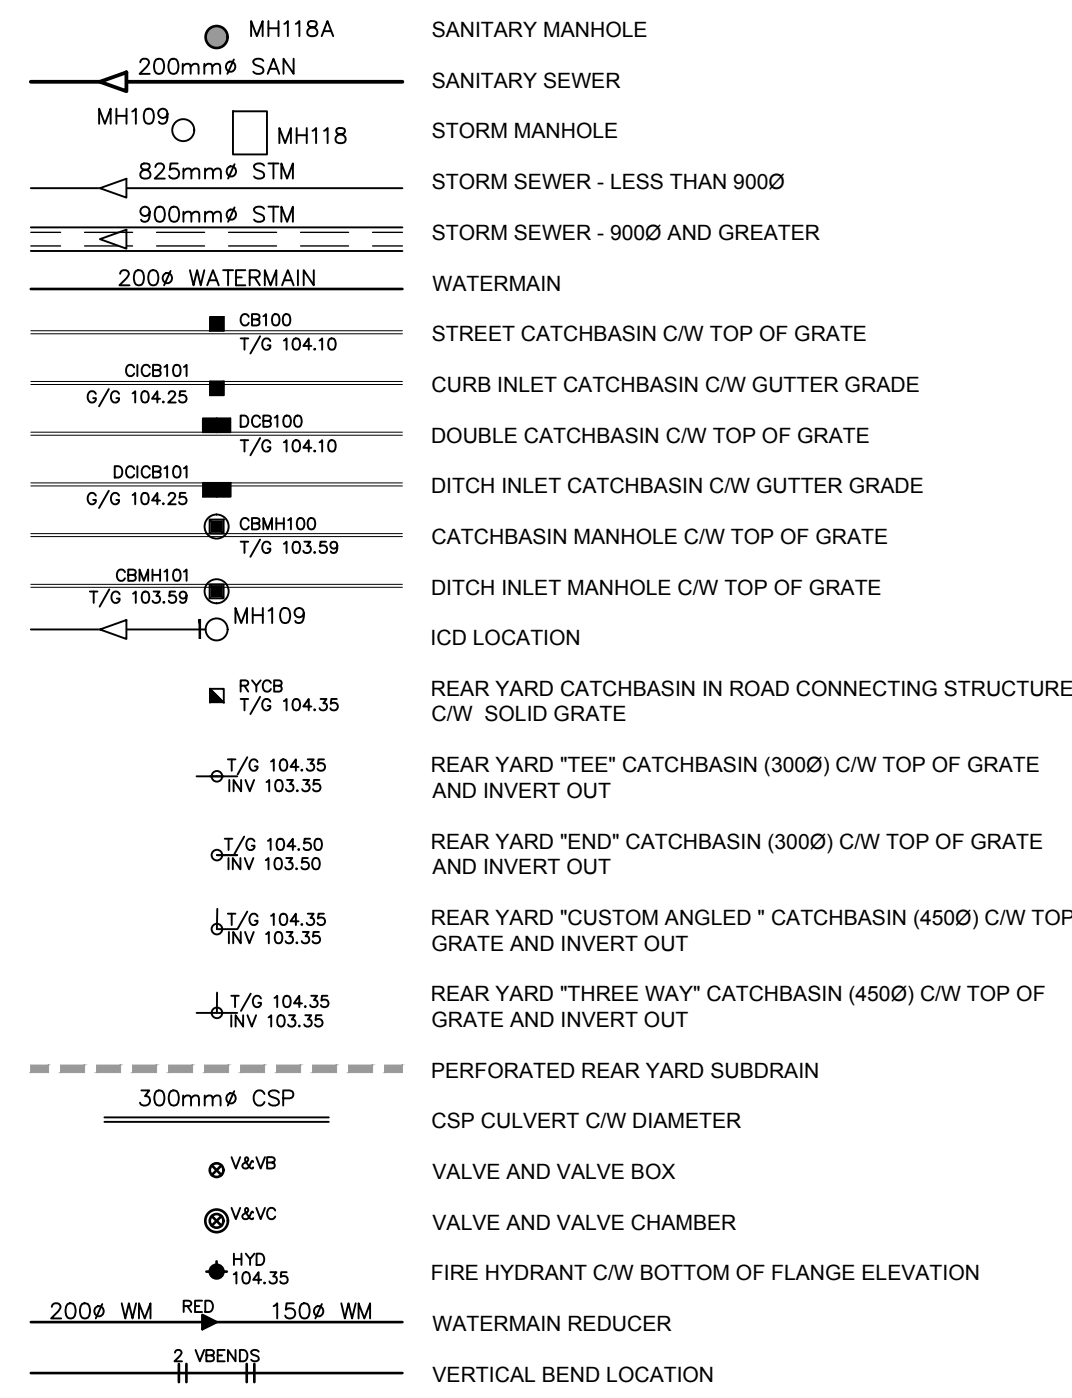 MH118A SANITARY MANHOLE
200mmø SAN SANITARY SEWER
MH109 MH118 STORM MANHOLE
825mmø STM STORM SEWER - LESS THAN 900Ø
900mmø STM STORM SEWER - 900Ø AND GREATER
200ø WATERMAIN WATERMAIN
CB100
T/G 104.10
STREET CATCHBASIN C/W TOP OF GRATE
CICB101
G/G 104.25
CURB INLET CATCHBASIN C/W GUTTER GRADE
DCB100
T/G 104.10
DOUBLE CATCHBASIN C/W TOP OF GRATE
DCICB101
G/G 104.25
DITCH INLET CATCHBASIN C/W GUTTER GRADE
CBMH100
T/G 103.59
CATCHBASIN MANHOLE C/W TOP OF GRATE
CBMH101
T/G 103.59
DITCH INLET MANHOLE C/W TOP OF GRATE
MH109
ICD LOCATION
RYCB
T/G 104.35
REAR YARD CATCHBASIN IN ROAD CONNECTING STRUCTURE
C/W SOLID GRATE
T/G 104.35
INV 103.35
REAR YARD "TEE" CATCHBASIN (300Ø) C/W TOP OF GRATE
AND INVERT OUT
T/G 104.50
INV 103.50
REAR YARD "END" CATCHBASIN (300Ø) C/W TOP OF GRATE
AND INVERT OUT
T/G 104.35
INV 103.35
REAR YARD "CUSTOM ANGLED " CATCHBASIN (450Ø) C/W TOP
GRATE AND INVERT OUT
T/G 104.35
INV 103.35
REAR YARD "THREE WAY" CATCHBASIN (450Ø) C/W TOP OF
GRATE AND INVERT OUT
PERFORATED REAR YARD SUBDRAIN
300mmø CSP
CSP CULVERT C/W DIAMETER
V&VB VALVE AND VALVE BOX
V&VC VALVE AND VALVE CHAMBER
HYD
104.35
FIRE HYDRANT C/W BOTTOM OF FLANGE ELEVATION
200ø WM RED 150ø WM WATERMAIN REDUCER
2 VBENDS VERTICAL BEND LOCATION